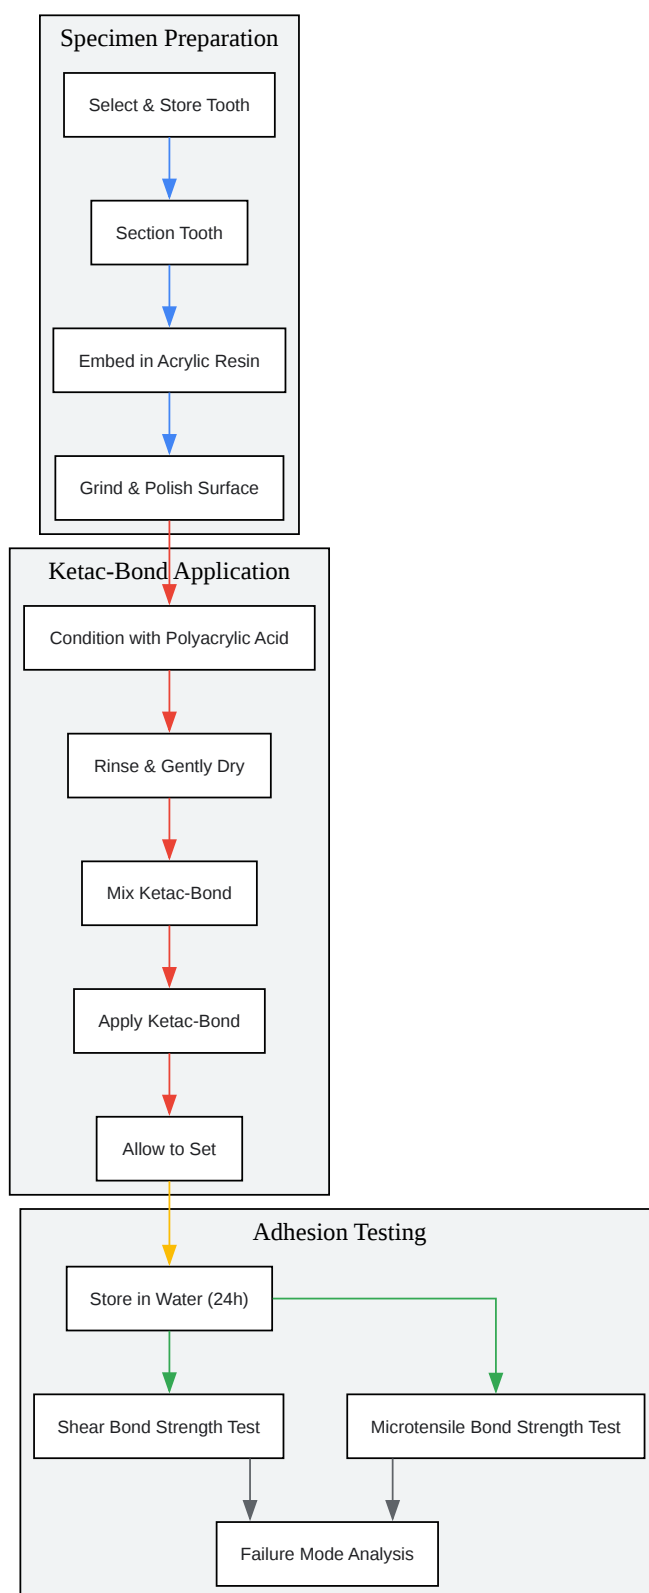 Specimen Preparation
Select & Store Tooth
Section Tooth
Embed in Acrylic Resin
Grind & Polish Surface
Ketac-Bond Application
Condition with Polyacrylic Acid
Rinse & Gently Dry
Mix Ketac-Bond
Apply Ketac-Bond
Allow to Set
Adhesion Testing
Store in Water (24h)
Shear Bond Strength Test
Microtensile Bond Strength Test
Failure Mode Analysis